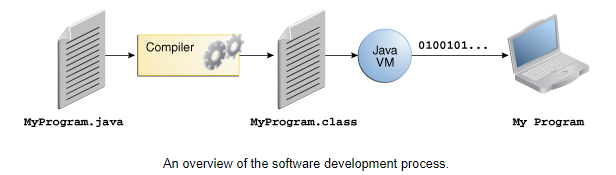 Compiler
Java
VM
0100101...
MyProgram.java
MyProgram.class
My Program
An overview of the software development process.